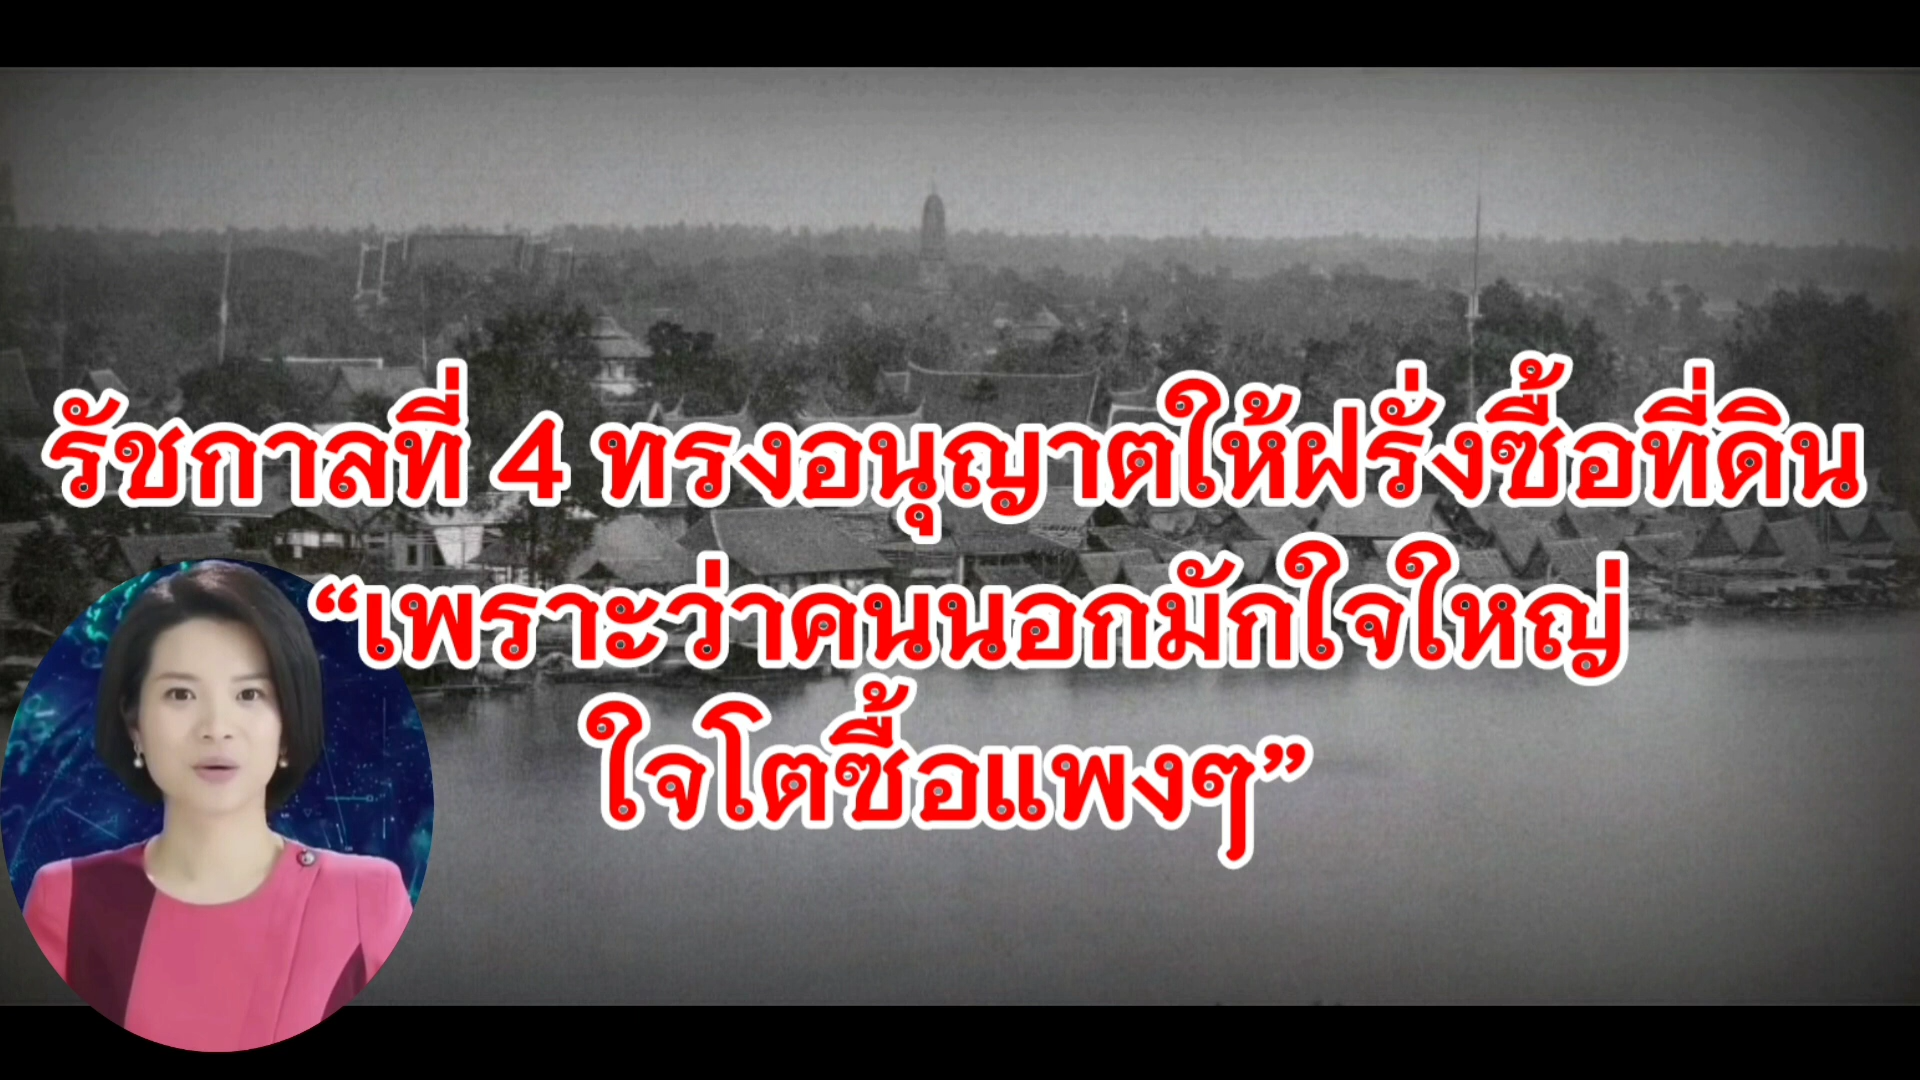 รัชกาลที่ 4 ทรงอนุญาตให้ฝรั่งซื้อที่ดิน
“เพราะว่าคนนอกมักใจใหญ่
ใจโตซื้อแพงๆ”